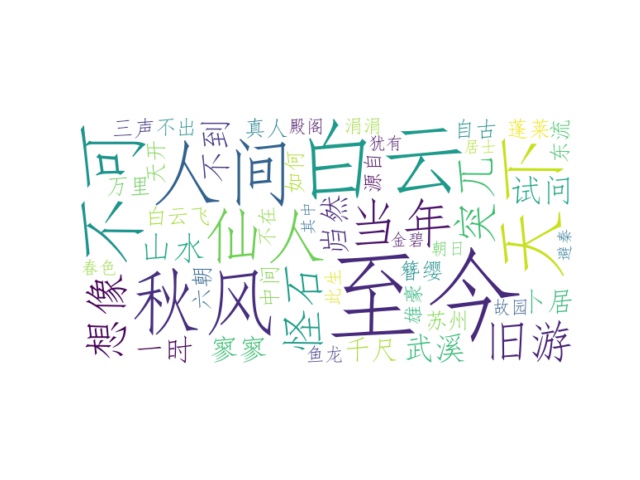 三声
不出
不到
真人
殿阁
涓涓
自古
蓬莱
东流
不可
万里
天开
人间
如何
白云
犹有
源自
居士
突兀
天下
试问
白云飞
仙人
不在
其中
岿然
当年
山水
金碧
朝日
避秦
春色
想像
秋风
六朝
中间
怪石
此生
至今
簪缨
雄豪
苏州
故园
卜居
一时
寥寥
鱼龙
千尺
武溪
旧游